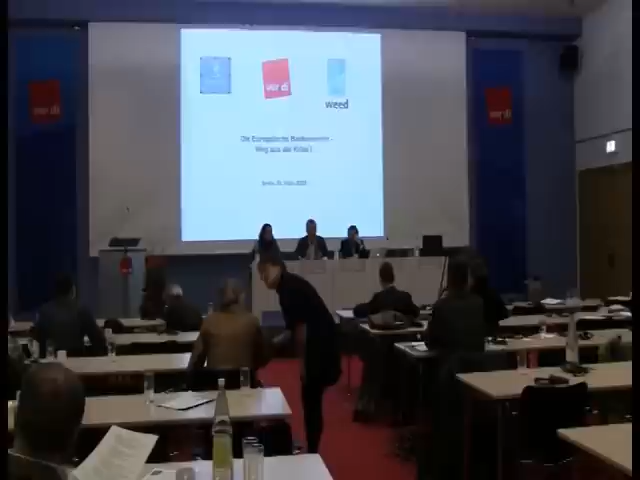 ver di
weed
Die Europäische Bankenunion -
Weg aus der Krise?
ver di
ver di